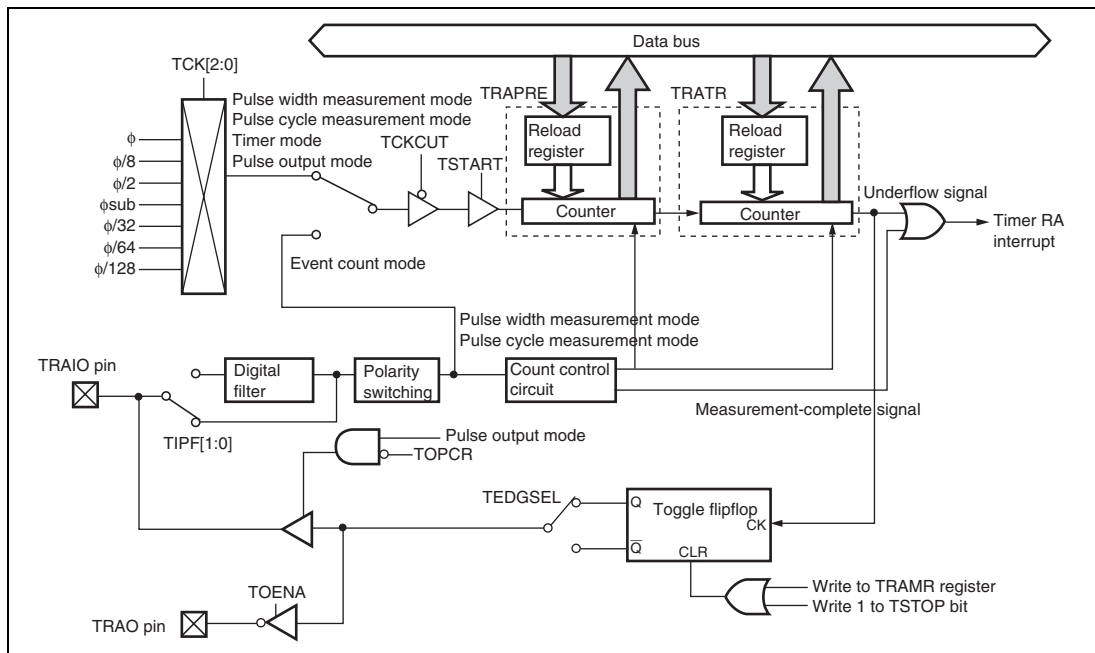 Data bus
TCK[2:0]
Pulse width measurement mode
Pulse cycle measurement mode
Timer mode
Pulse output mode
φ
φ/8
φ/2
φsub
φ/32
φ/64
φ/128
TCKCUT
TSTART
TRAPRE
Reload
register
Counter
TRATR
Reload
register
Counter
Underflow signal
Timer RA
interrupt
Event count mode
Pulse width measurement mode
Pulse cycle measurement mode
TRAIO pin
Digital
filter
Polarity
switching
Count control
circuit
Measurement-complete signal
TIPF[1:0]
Pulse output mode
TOPCR
TEDGSEL
Q
Toggle flipflop
CK
Q̅
CLR
TOENA
TRAO pin
Write to TRAMR register
Write 1 to TSTOP bit